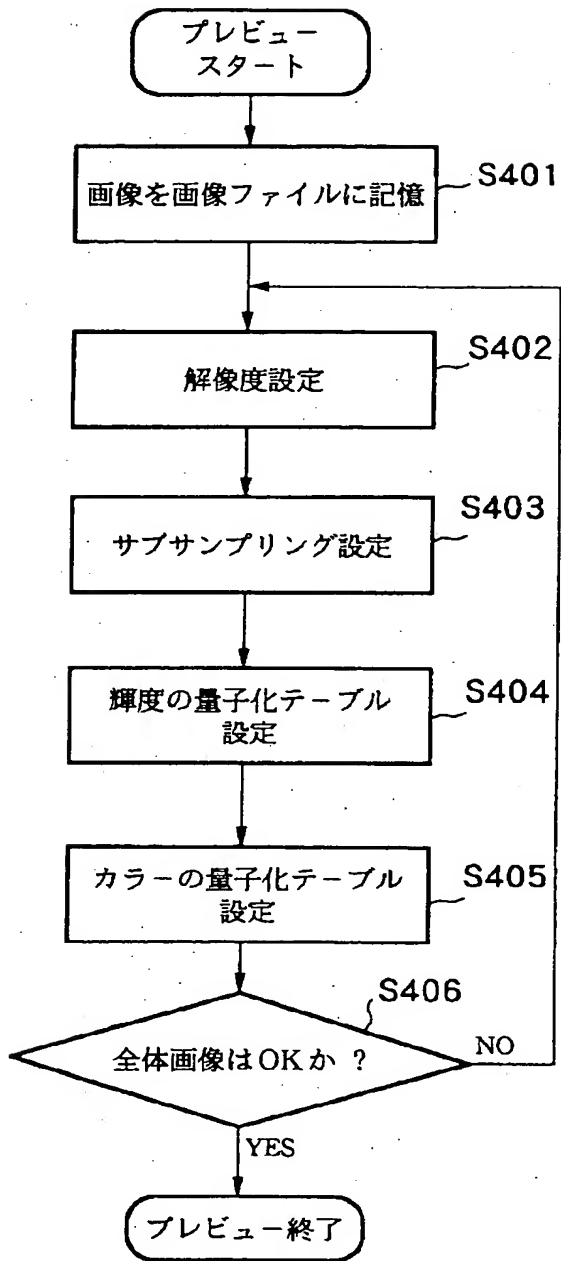 プレビュー
スタート
画像を画像ファイルに記憶
S401
解像度設定
S402
サブサンプリング設定
S403
輝度の量子化テーブル
設定
S404
カラーの量子化テーブル
設定
S405
全体画像はOKか ?
S406
NO
YES
プレビュー終了